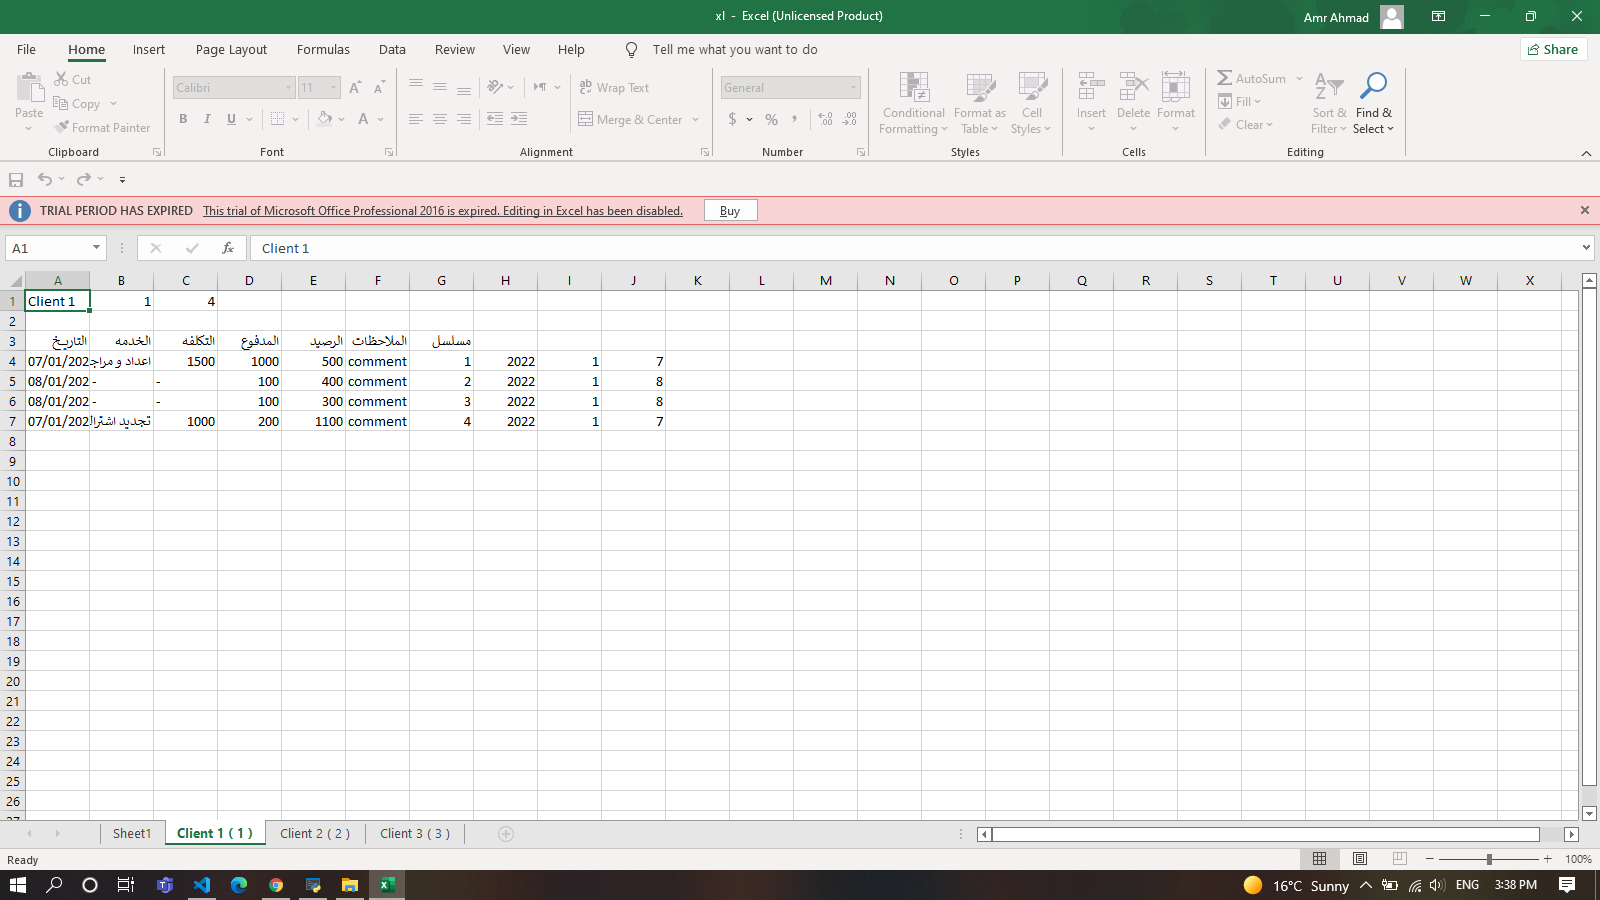 xl - Excel (Unlicensed Product)
Amr Ahmad
File Home Insert Page Layout Formulas Data Review View Help Tell me what you want to do Share
Paste
Cut
Copy
Format Painter
Clipboard
Calibri 11
B I U
Font
Wrap Text
Merge & Center
Alignment
General
$ % ,
Number
Conditional Formatting
Format as Table
Cell Styles
Styles
Insert Delete Format
Cells
AutoSum
Fill
Clear
Sort & Filter
Find & Select
Editing
TRIAL PERIOD HAS EXPIRED This trial of Microsoft Office Professional 2016 is expired. Editing in Excel has been disabled. Buy
A1 fx Client 1
A B C D E F G H I J K L M N O P Q R S T U V W X
1 Client 1 1 4
2
3 التاريخ الخدمه التكلفه المدفوع الرصيد الملاحظات مسلسل
4 07/01/202 اعداد و مراج 1500 1000 500 comment 1 2022 1 7
5 08/01/202 - - 100 400 comment 2 2022 1 8
6 08/01/202 - - 100 300 comment 3 2022 1 8
7 07/01/202 تجديد اشترا 1000 200 1100 comment 4 2022 1 7
8
9
10
11
12
13
14
15
16
17
18
19
20
21
22
23
24
25
26
Sheet1 Client 1 ( 1 ) Client 2 ( 2 ) Client 3 ( 3 )
Ready
100%
16°C Sunny ENG 3:38 PM